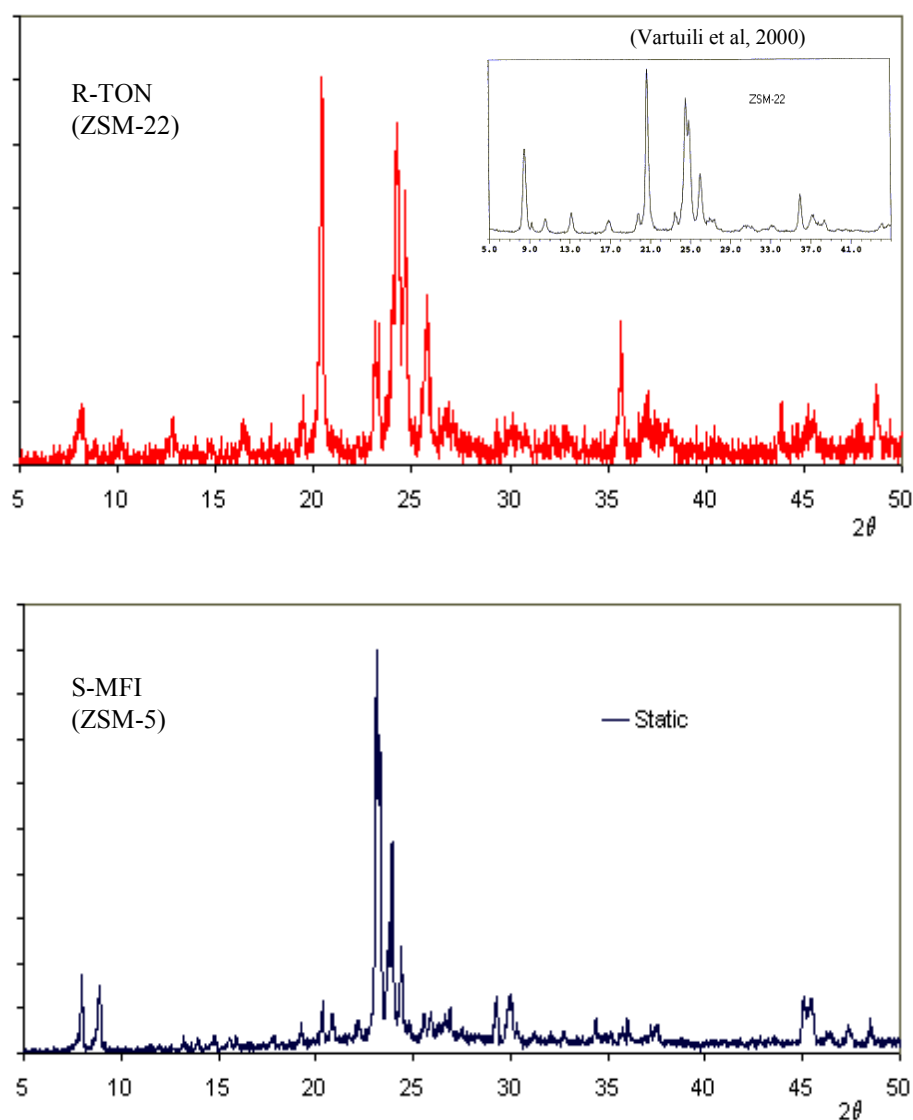 (Vartuili et al, 2000)
R-TON
(ZSM-22)
ZSM-22
5.0 9.0 13.0 17.0 21.0 25.0 29.0 33.0 37.0 41.0
5 10 15 20 25 30 35 40 45 50
2θ
S-MFI
(ZSM-5)
Static
5 10 15 20 25 30 35 40 45 50
2θ